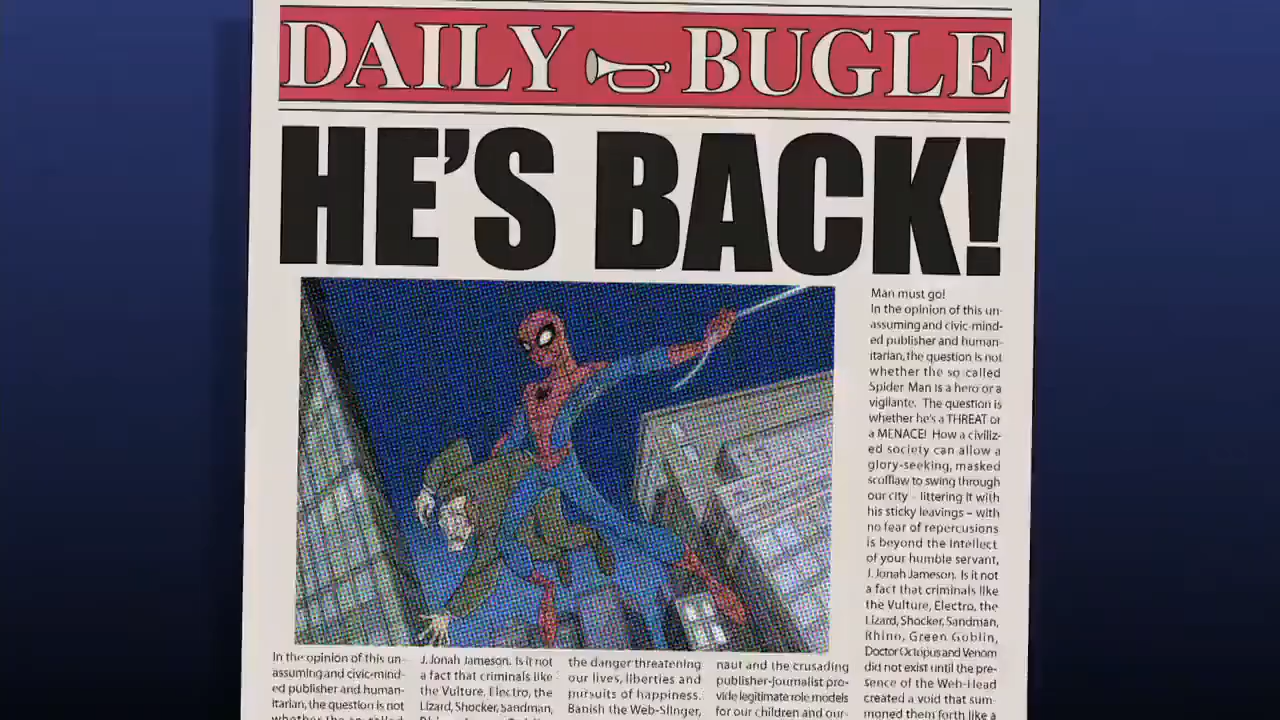 DAILY BUGLE
HE'S BACK!
Man must go!
In the opinion of this un-
assuming and civic-mind-
ed publisher and human-
itarian, the question is not
whether the so called
Spider Man is a hero or a
vigilante. The question is
whether he's a THREAT or
a MENACE! How a civiliz-
ed society can allow a
glory-seeking, masked
scofflaw to swing through
our city - littering it with
his sticky leavings – with
no fear of repercusions
is beyond the intellect
of your humble servant,
J. Jonah Jameson. Is it not
a fact that criminals like
the Vulture, Electro, the
Lizard, Shocker, Sandman,
Rhino, Green Goblin,
Doctor Octopus and Venom
did not exist until the pre-
sence of the Web-Head
created a void that sum-
moned them forth like a
In the opinion of this un-
assuming and civic-mind-
ed publisher and human-
itarian, the question is not
whether the so called
J. Jonah Jameson. Is it not
a fact that criminals like
the Vulture, Electro, the
Lizard, Shocker, Sandman,
the danger threatening
our lives, liberties and
pursuits of happiness.
Banish the Web-Slinger,
naut and the crusading
publisher-journalist pro-
vide legitimate role models
for our children and our-